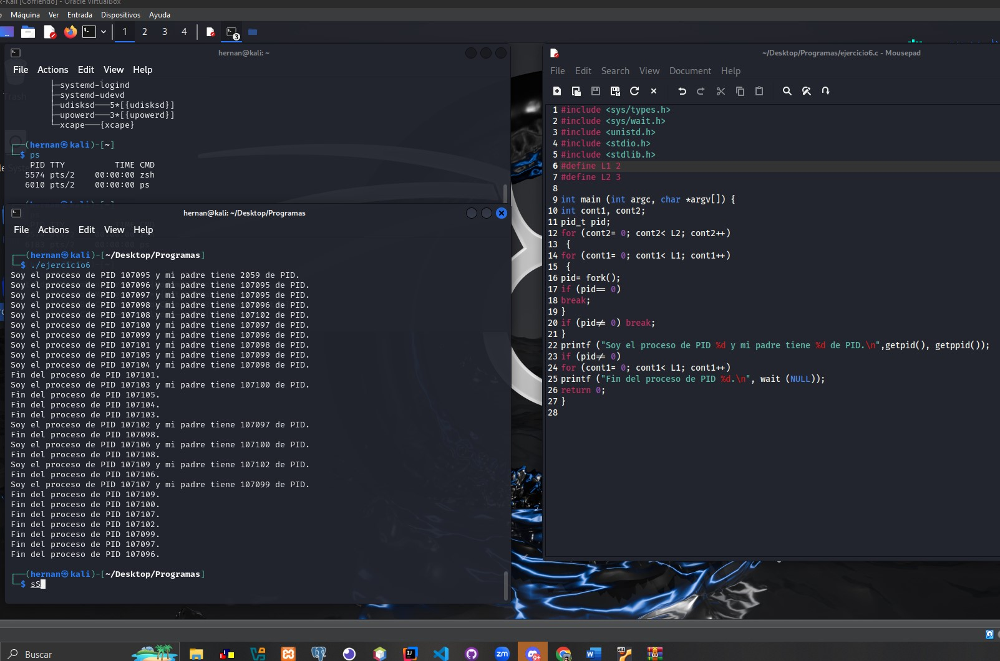 x-Kali [Corriendo] - Oracle VirtualBox
Máquina Ver Entrada Dispositivos Ayuda
1 2 3 4
3
hernan@kali: ~
File Actions Edit View Help
├─systemd-logind
├─systemd-udevd
├─udisksd───5*[{udisksd}]
├─upowerd───3*[{upowerd}]
└─xcape───{xcape}
┌──(hernan㉿kali)-[~]
└─$ ps
PID TTY          TIME CMD
5574 pts/2    00:00:00 zsh
6010 pts/2    00:00:00 ps
hernan@kali: ~/Desktop/Programas
File Actions Edit View Help
┌──(hernan㉿kali)-[~/Desktop/Programas]
└─$ ./ejercicio6
Soy el proceso de PID 107095 y mi padre tiene 2059 de PID.
Soy el proceso de PID 107096 y mi padre tiene 107095 de PID.
Soy el proceso de PID 107097 y mi padre tiene 107095 de PID.
Soy el proceso de PID 107098 y mi padre tiene 107096 de PID.
Soy el proceso de PID 107108 y mi padre tiene 107102 de PID.
Soy el proceso de PID 107100 y mi padre tiene 107097 de PID.
Soy el proceso de PID 107099 y mi padre tiene 107096 de PID.
Soy el proceso de PID 107101 y mi padre tiene 107098 de PID.
Soy el proceso de PID 107105 y mi padre tiene 107099 de PID.
Soy el proceso de PID 107104 y mi padre tiene 107098 de PID.
Fin del proceso de PID 107101.
Soy el proceso de PID 107103 y mi padre tiene 107100 de PID.
Fin del proceso de PID 107105.
Fin del proceso de PID 107104.
Fin del proceso de PID 107103.
Soy el proceso de PID 107102 y mi padre tiene 107097 de PID.
Fin del proceso de PID 107098.
Soy el proceso de PID 107106 y mi padre tiene 107100 de PID.
Fin del proceso de PID 107108.
Soy el proceso de PID 107109 y mi padre tiene 107102 de PID.
Fin del proceso de PID 107106.
Soy el proceso de PID 107107 y mi padre tiene 107099 de PID.
Fin del proceso de PID 107109.
Fin del proceso de PID 107100.
Fin del proceso de PID 107107.
Fin del proceso de PID 107102.
Fin del proceso de PID 107099.
Fin del proceso de PID 107097.
Fin del proceso de PID 107096.
┌──(hernan㉿kali)-[~/Desktop/Programas]
└─$ sS
~/Desktop/Programas/ejercicio6.c - Mousepad
File Edit Search View Document Help
1 #include <sys/types.h>
2 #include <sys/wait.h>
3 #include <unistd.h>
4 #include <stdio.h>
5 #include <stdlib.h>
6 #define L1 2
7 #define L2 3
8
9 int main (int argc, char *argv[]) {
10 int cont1, cont2;
11 pid_t pid;
12 for (cont2= 0; cont2< L2; cont2++)
13  {
14 for (cont1= 0; cont1< L1; cont1++)
15  {
16 pid= fork();
17 if (pid== 0)
18 break;
19 }
20 if (pid!= 0) break;
21 }
22 printf ("Soy el proceso de PID %d y mi padre tiene %d de PID.\n",getpid(), getppid());
23 if (pid!= 0)
24 for (cont1= 0; cont1< L1; cont1++)
25 printf ("Fin del proceso de PID %d.\n", wait (NULL));
26 return 0;
27 }
28
Buscar
zm
9+
W